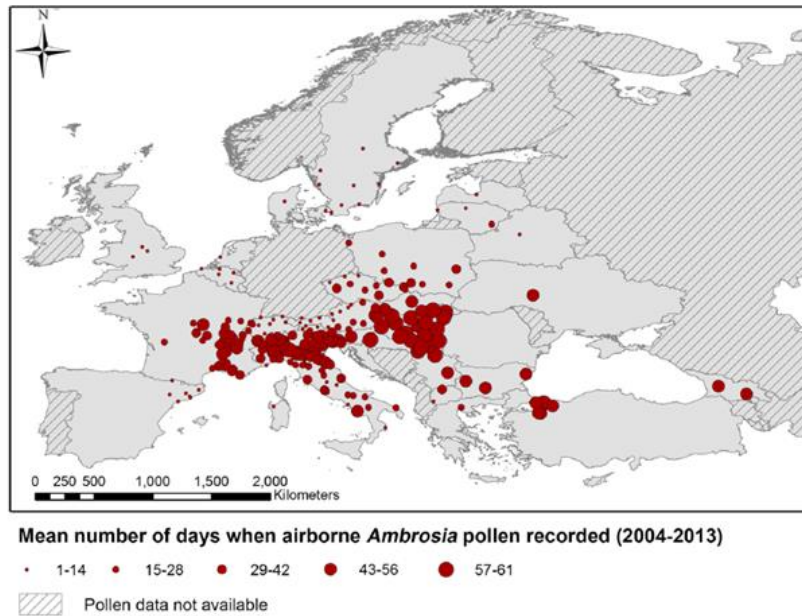 N
0 250 500 1,000 1,500 2,000
Kilometers
Mean number of days when airborne Ambrosia pollen recorded (2004-2013)
1-14 15-28 29-42 43-56 57-61
Pollen data not available